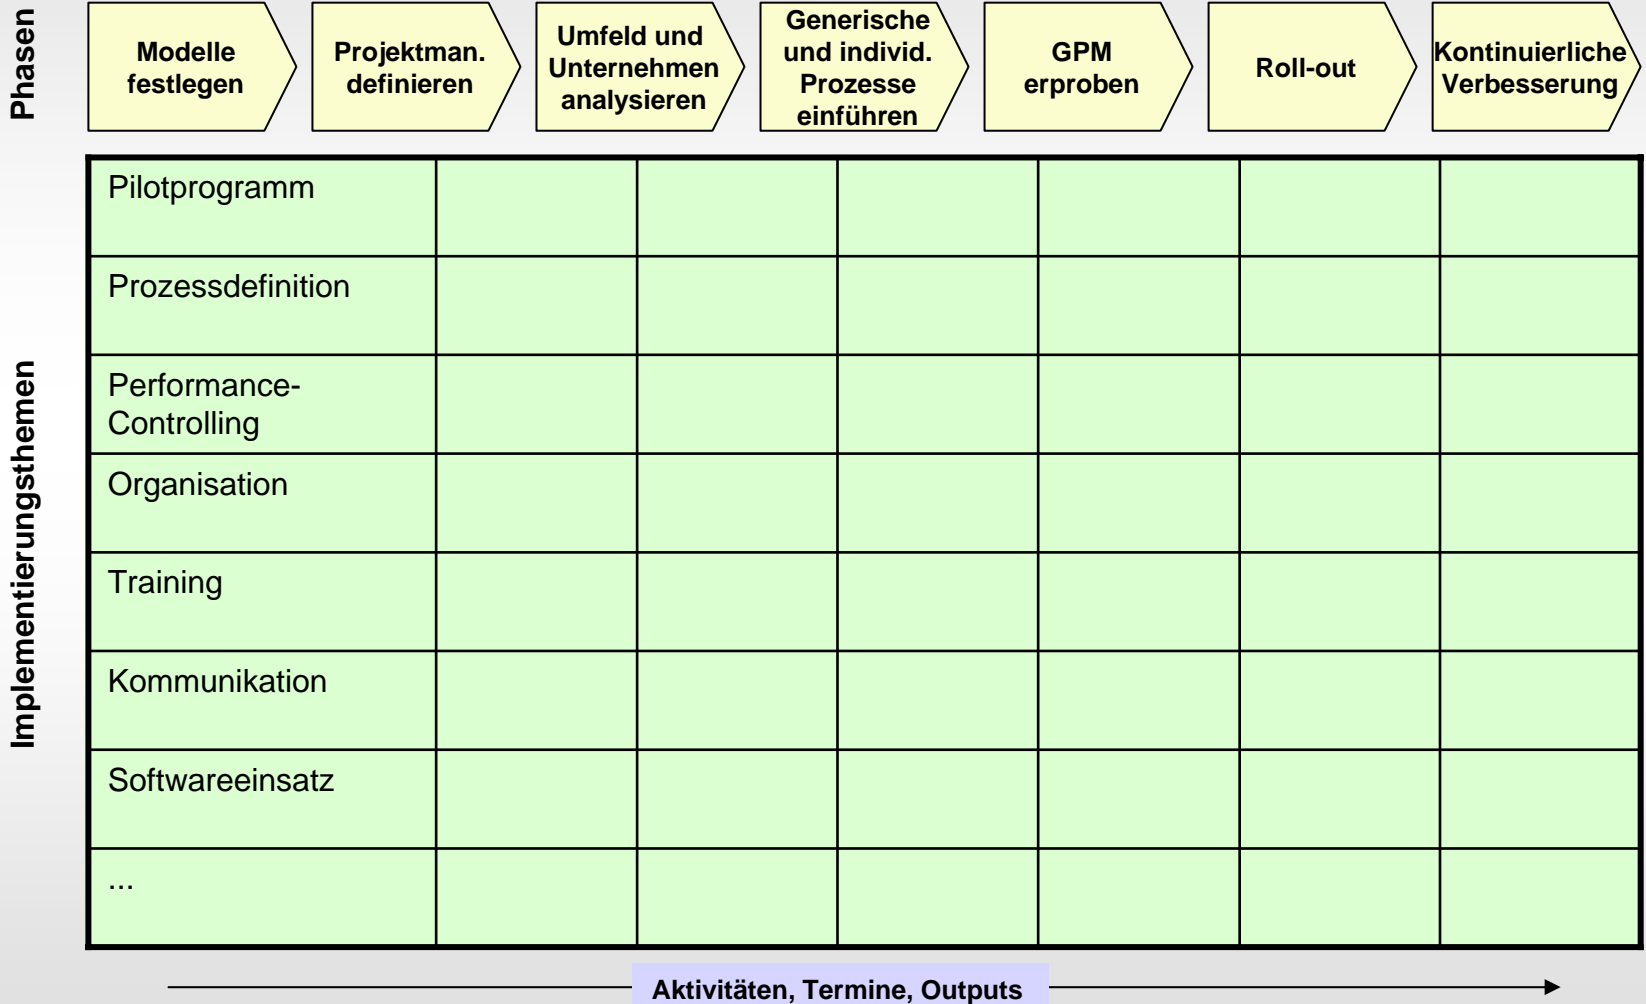 Phasen
Modelle
festlegen
Projektman.
definieren
Umfeld und
Unternehmen
analysieren
Generische
und individ.
Prozesse
einführen
GPM
erproben
Roll-out
Kontinuierliche
Verbesserung
Implementierungsthemen
Pilotprogramm
Prozessdefinition
Performance-
Controlling
Organisation
Training
Kommunikation
Softwareeinsatz
...
Aktivitäten, Termine, Outputs